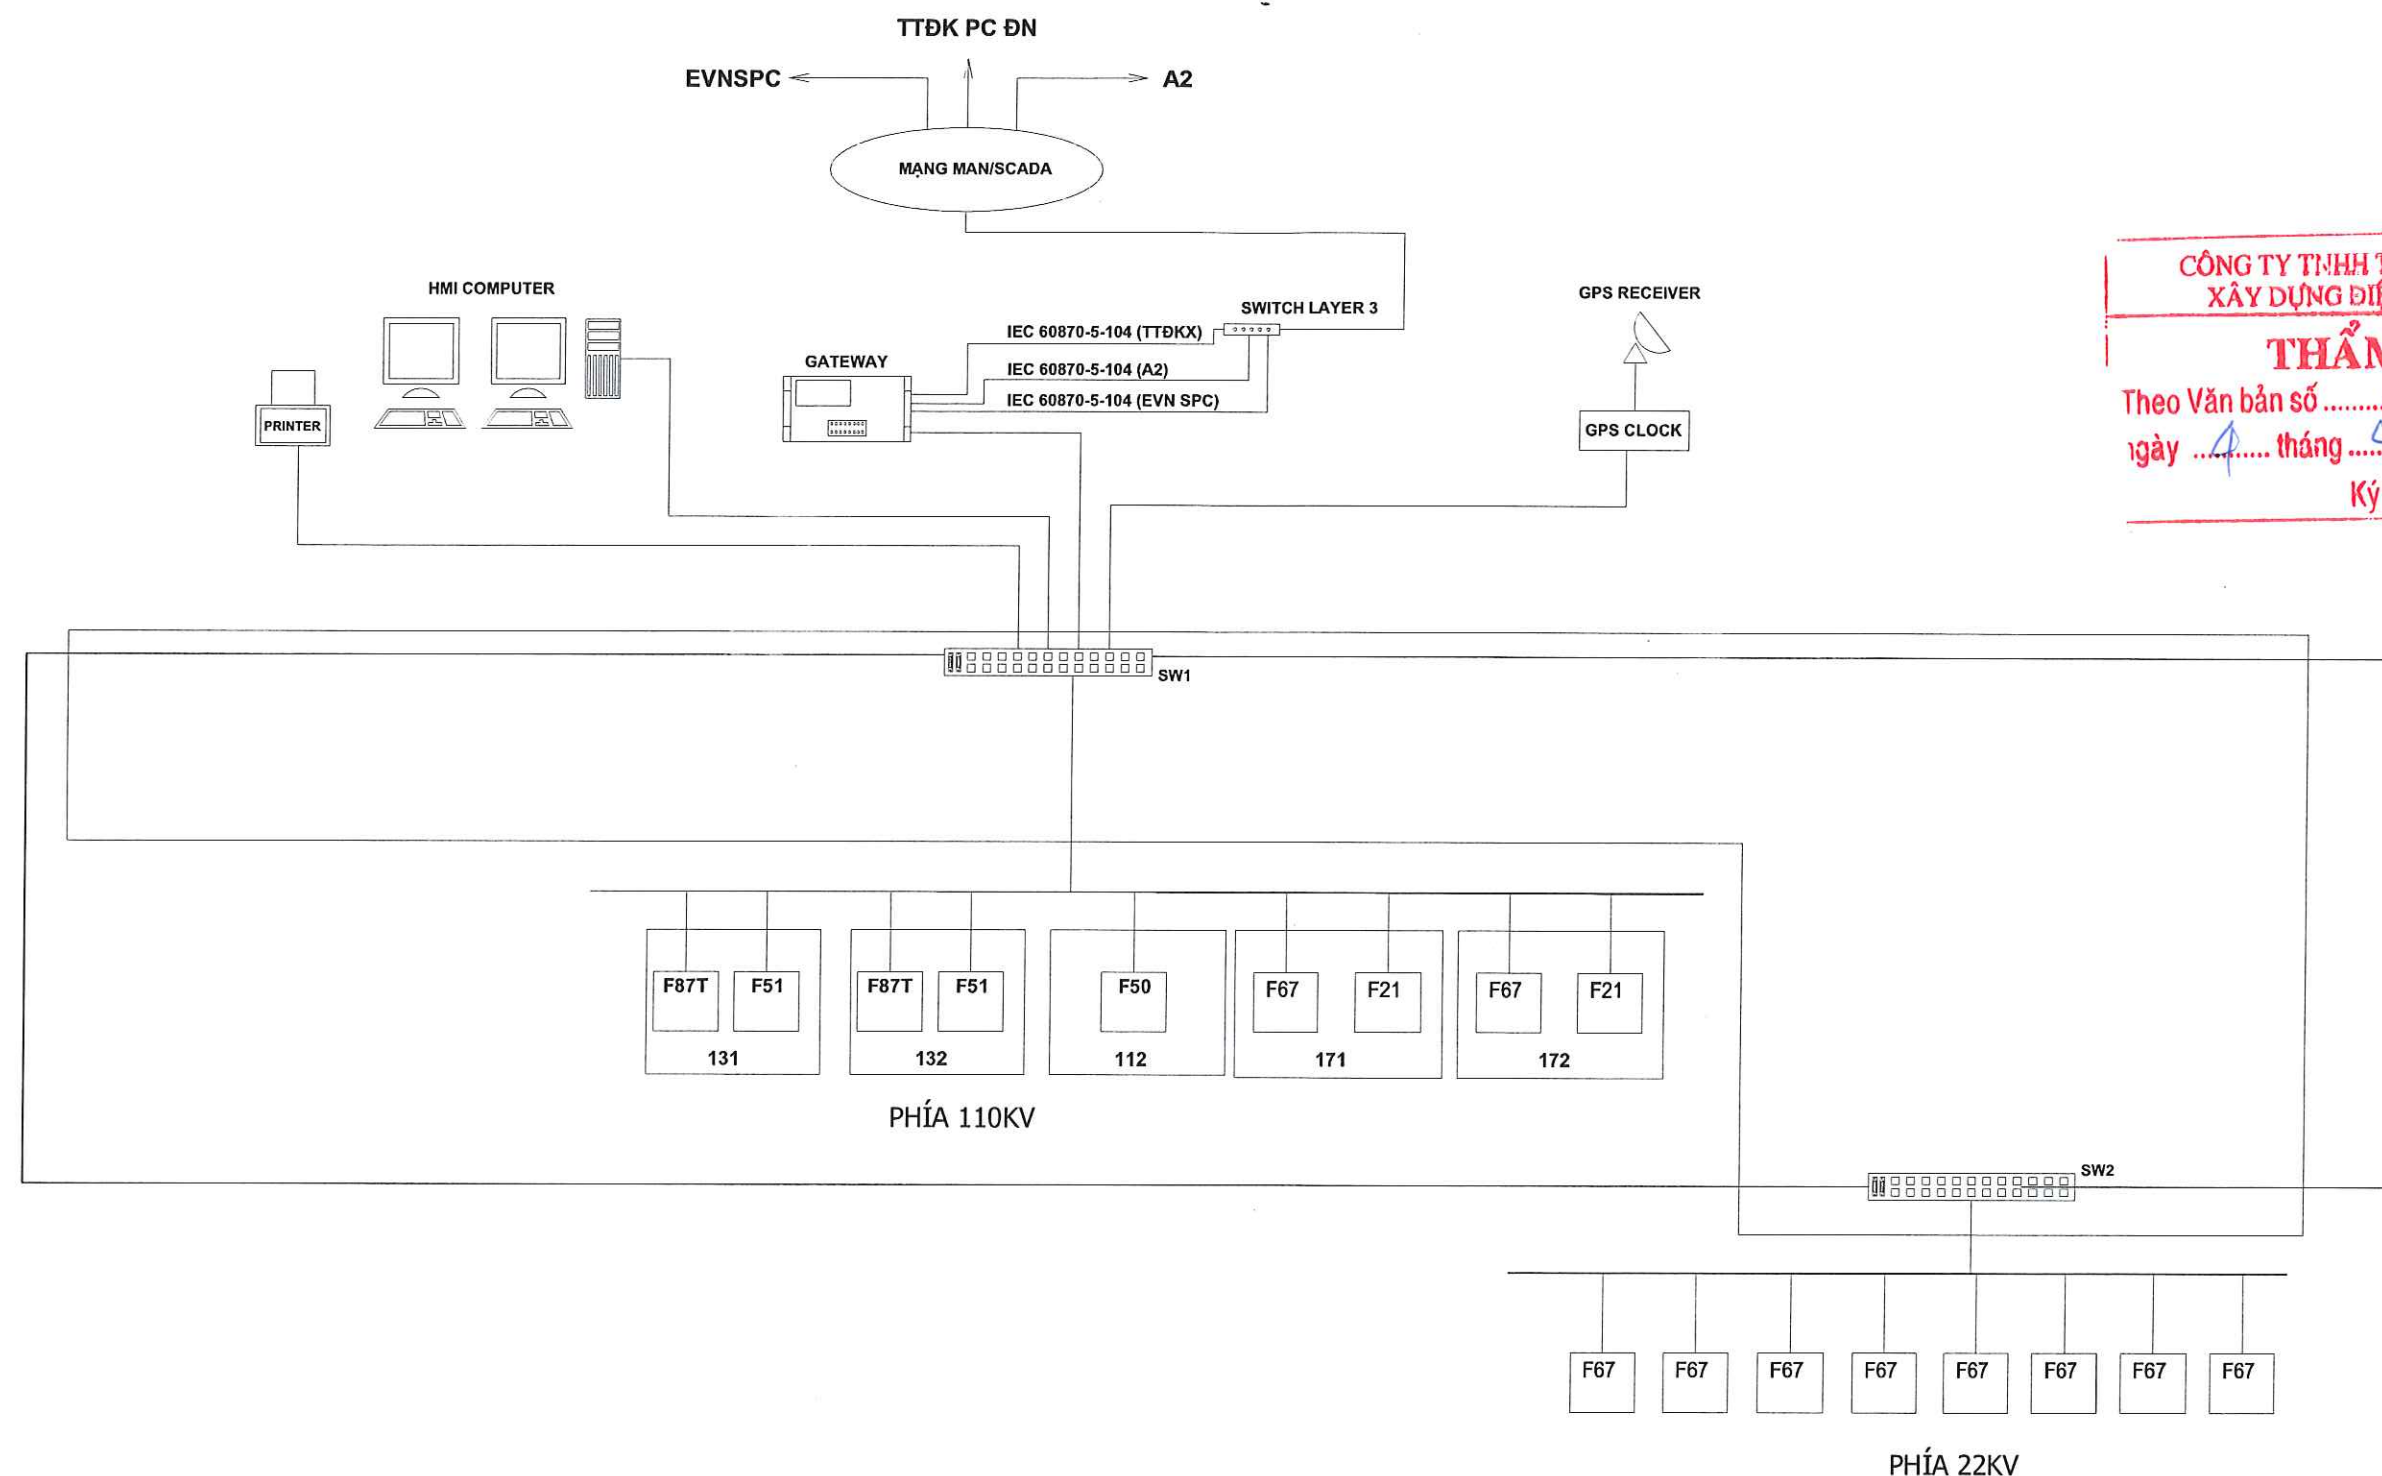 TTĐK PC ĐN
EVNSPC
A2
MẠNG MAN/SCADA
HMI COMPUTER
GPS RECEIVER
SWITCH LAYER 3
IEC 60870-5-104 (TTĐKX)
GATEWAY
IEC 60870-5-104 (A2)
IEC 60870-5-104 (EVN SPC)
PRINTER
GPS CLOCK
CÔNG TY TNHH
XÂY DỰNG
Theo Văn bản số
ngày 4 tháng
Ký
SW1
F87T
F51
F87T
F51
F50
F67
F21
F67
F21
131
132
112
171
172
PHÍA 110KV
SW2
F67
F67
F67
F67
F67
F67
F67
F67
PHÍA 22KV